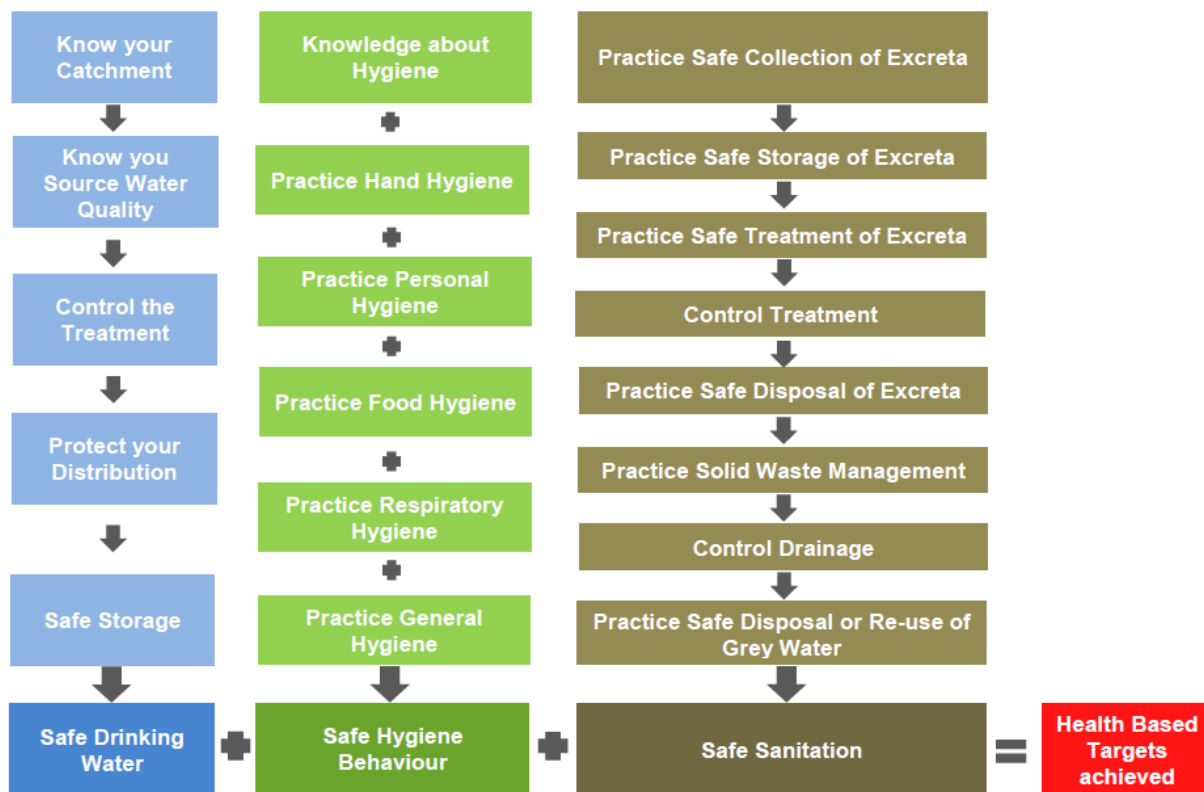 Know your
Catchment
Know you
Source Water
Quality
Control the
Treatment
Protect your
Distribution
Safe Storage
Safe Drinking
Water
Knowledge about
Hygiene
Practice Hand Hygiene
Practice Personal
Hygiene
Practice Food Hygiene
Practice Respiratory
Hygiene
Practice General
Hygiene
Safe Hygiene
Behaviour
Practice Safe Collection of Excreta
Practice Safe Storage of Excreta
Practice Safe Treatment of Excreta
Control Treatment
Practice Safe Disposal of Excreta
Practice Solid Waste Management
Control Drainage
Practice Safe Disposal or Re-use of
Grey Water
Safe Sanitation
Health Based
Targets
achieved